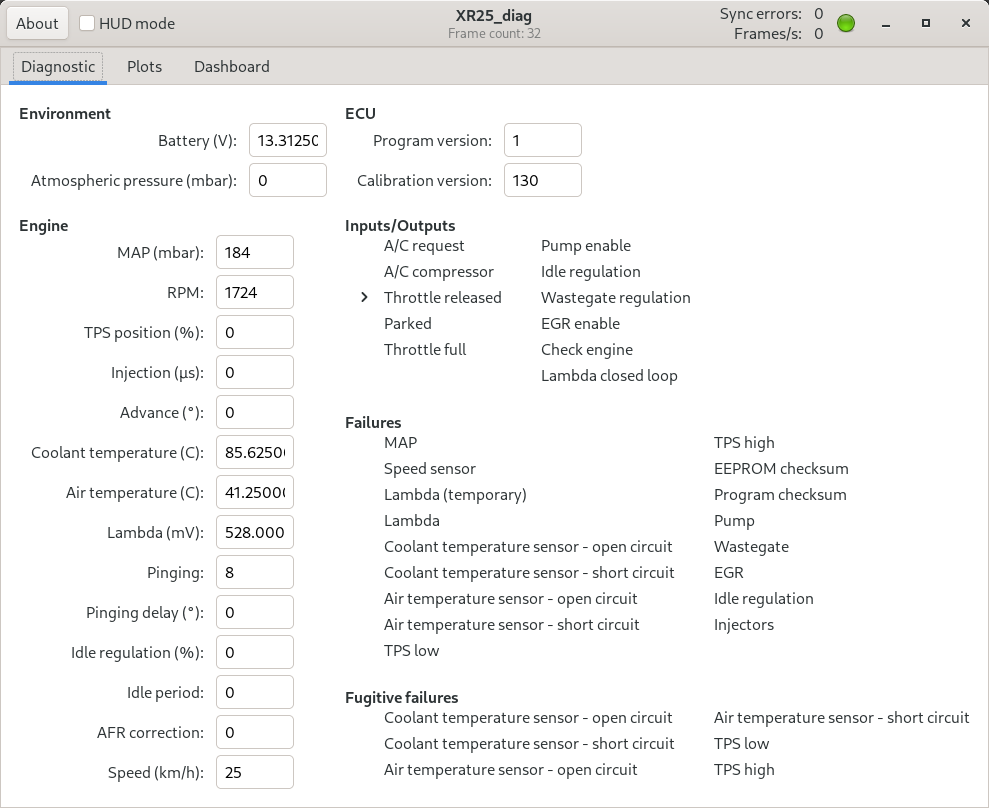 About
HUD mode
XR25_diag
Frame count: 32
Sync errors: 0
Frames/s: 0
Diagnostic
Plots
Dashboard
Environment
Battery (V): 13.3125
Atmospheric pressure (mbar): 0
Engine
MAP (mbar): 184
RPM: 1724
TPS position (%): 0
Injection (µs): 0
Advance (°): 0
Coolant temperature (C): 85.6250
Air temperature (C): 41.2500
Lambda (mV): 528.000
Pinging: 8
Pinging delay (°): 0
Idle regulation (%): 0
Idle period: 0
AFR correction: 0
Speed (km/h): 25
ECU
Program version: 1
Calibration version: 130
Inputs/Outputs
A/C request
A/C compressor
Throttle released
Parked
Throttle full
Pump enable
Idle regulation
Wastegate regulation
EGR enable
Check engine
Lambda closed loop
Failures
MAP
Speed sensor
Lambda (temporary)
Lambda
Coolant temperature sensor - open circuit
Coolant temperature sensor - short circuit
Air temperature sensor - open circuit
Air temperature sensor - short circuit
TPS low
TPS high
EEPROM checksum
Program checksum
Pump
Wastegate
EGR
Idle regulation
Injectors
Fugitive failures
Coolant temperature sensor - open circuit
Coolant temperature sensor - short circuit
Air temperature sensor - open circuit
Air temperature sensor - short circuit
TPS low
TPS high